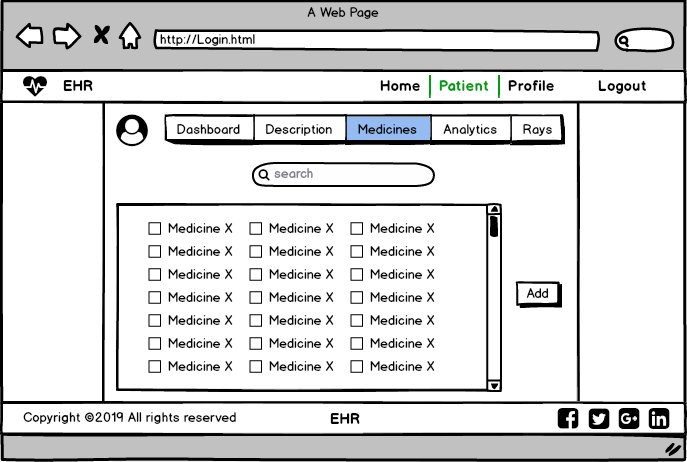 A Web Page
http://Login.html
EHR Home Patient Profile Logout
Dashboard Description Medicines Analytics Rays
search
Medicine X Medicine X Medicine X
Medicine X Medicine X Medicine X
Medicine X Medicine X Medicine X
Medicine X Medicine X Medicine X
Medicine X Medicine X Medicine X
Medicine X Medicine X Medicine X
Medicine X Medicine X Medicine X
Add
Copyright ©2019 All rights reserved EHR